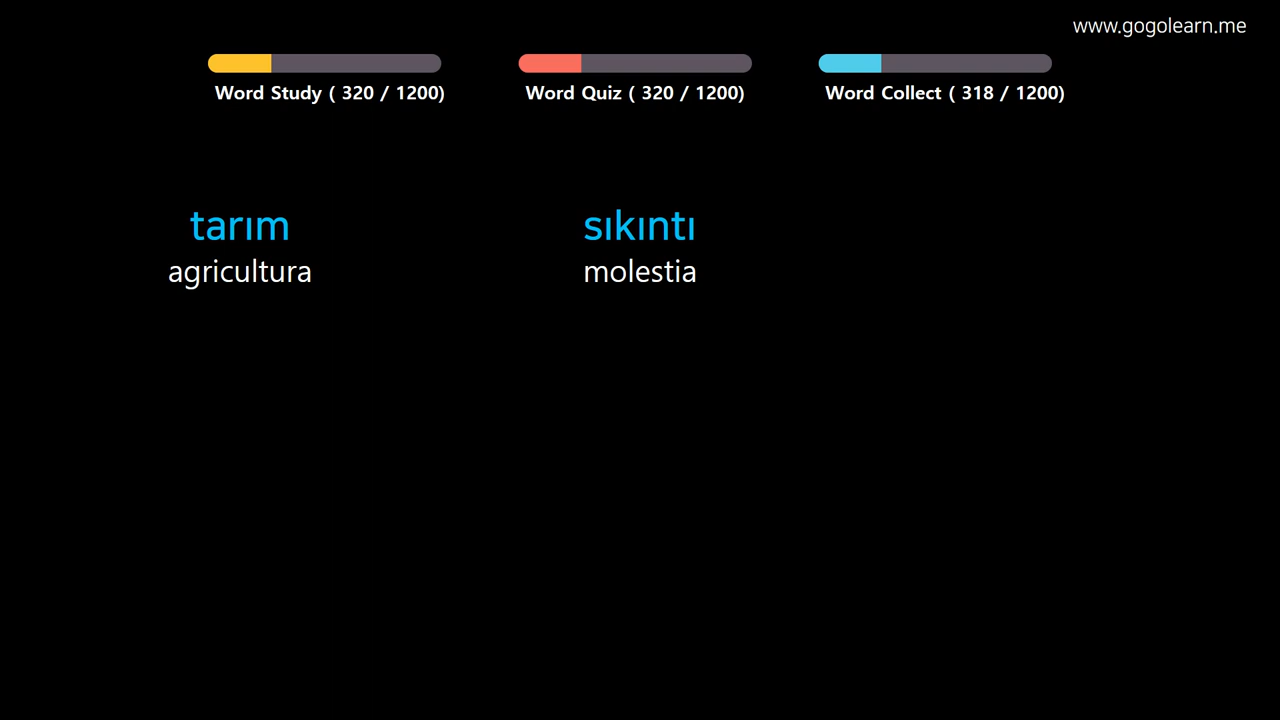 www.gogolearn.me
Word Study ( 320 / 1200)
Word Quiz ( 320 / 1200)
Word Collect ( 318 / 1200)
tarım
agricultura
sıkıntı
molestia